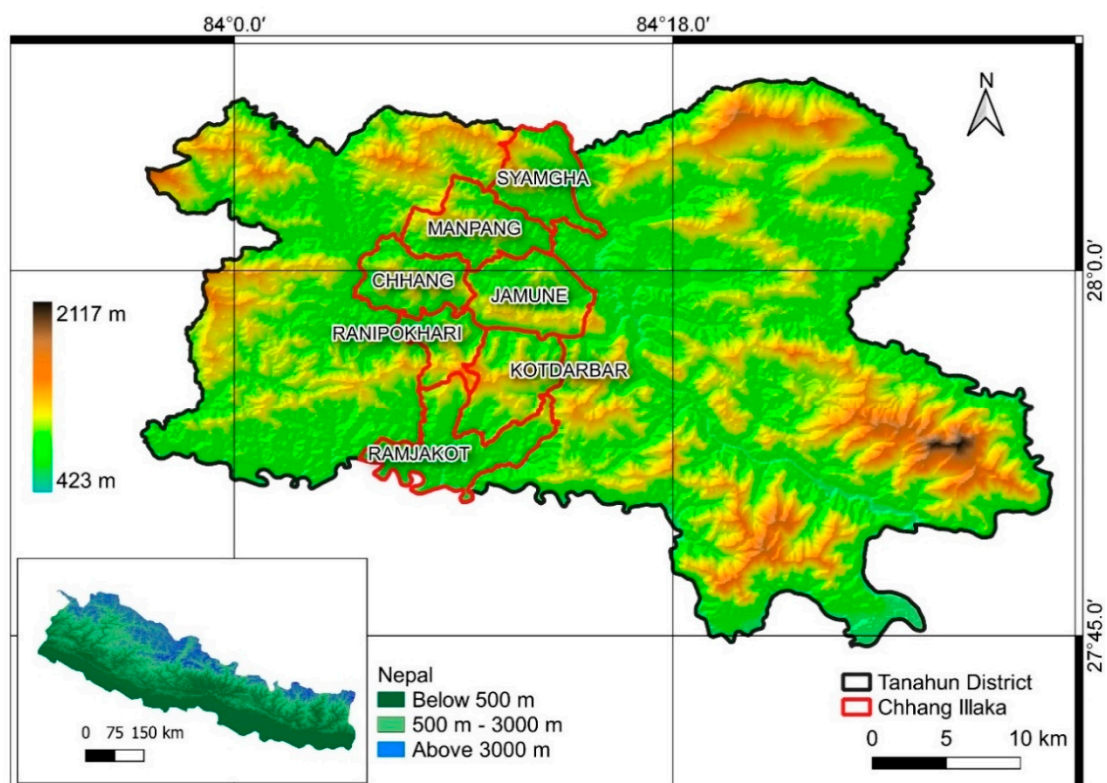 84°0.0'
84°18.0'
N
SYAMGHA
MANPANG
28°0.0'
CHHANG
JAMUNE
2117 m
RANIPOKHARI
KOTDARBAR
RAMJAKOT
423 m
27°45.0'
Nepal
Below 500 m
500 m - 3000 m
Above 3000 m
0 75 150 km
Tanahun District
Chhang Illaka
0 5 10 km